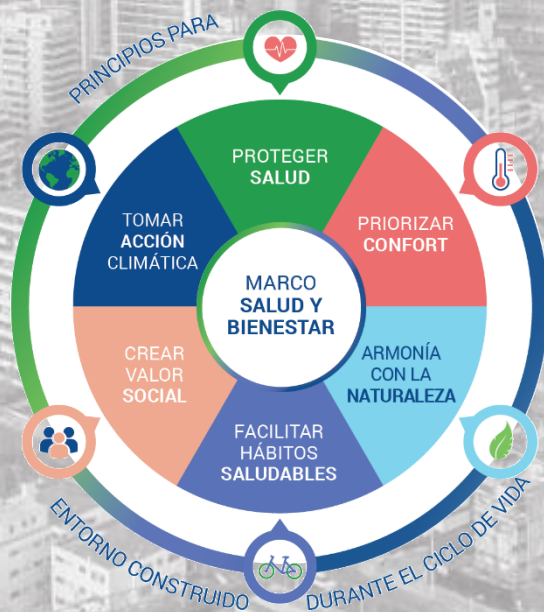 PRINCIPIOS PARA
PROTEGER
SALUD
PRIORIZAR
CONFORT
ARMONÍA
CON LA
NATURALEZA
FACILITAR
HÁBITOS
SALUDABLES
CREAR
VALOR
SOCIAL
TOMAR
ACCIÓN
CLIMÁTICA
MARCO
SALUD Y
BIENESTAR
ENTORNO CONSTRUIDO
DURANTE EL CICLO DE VIDA